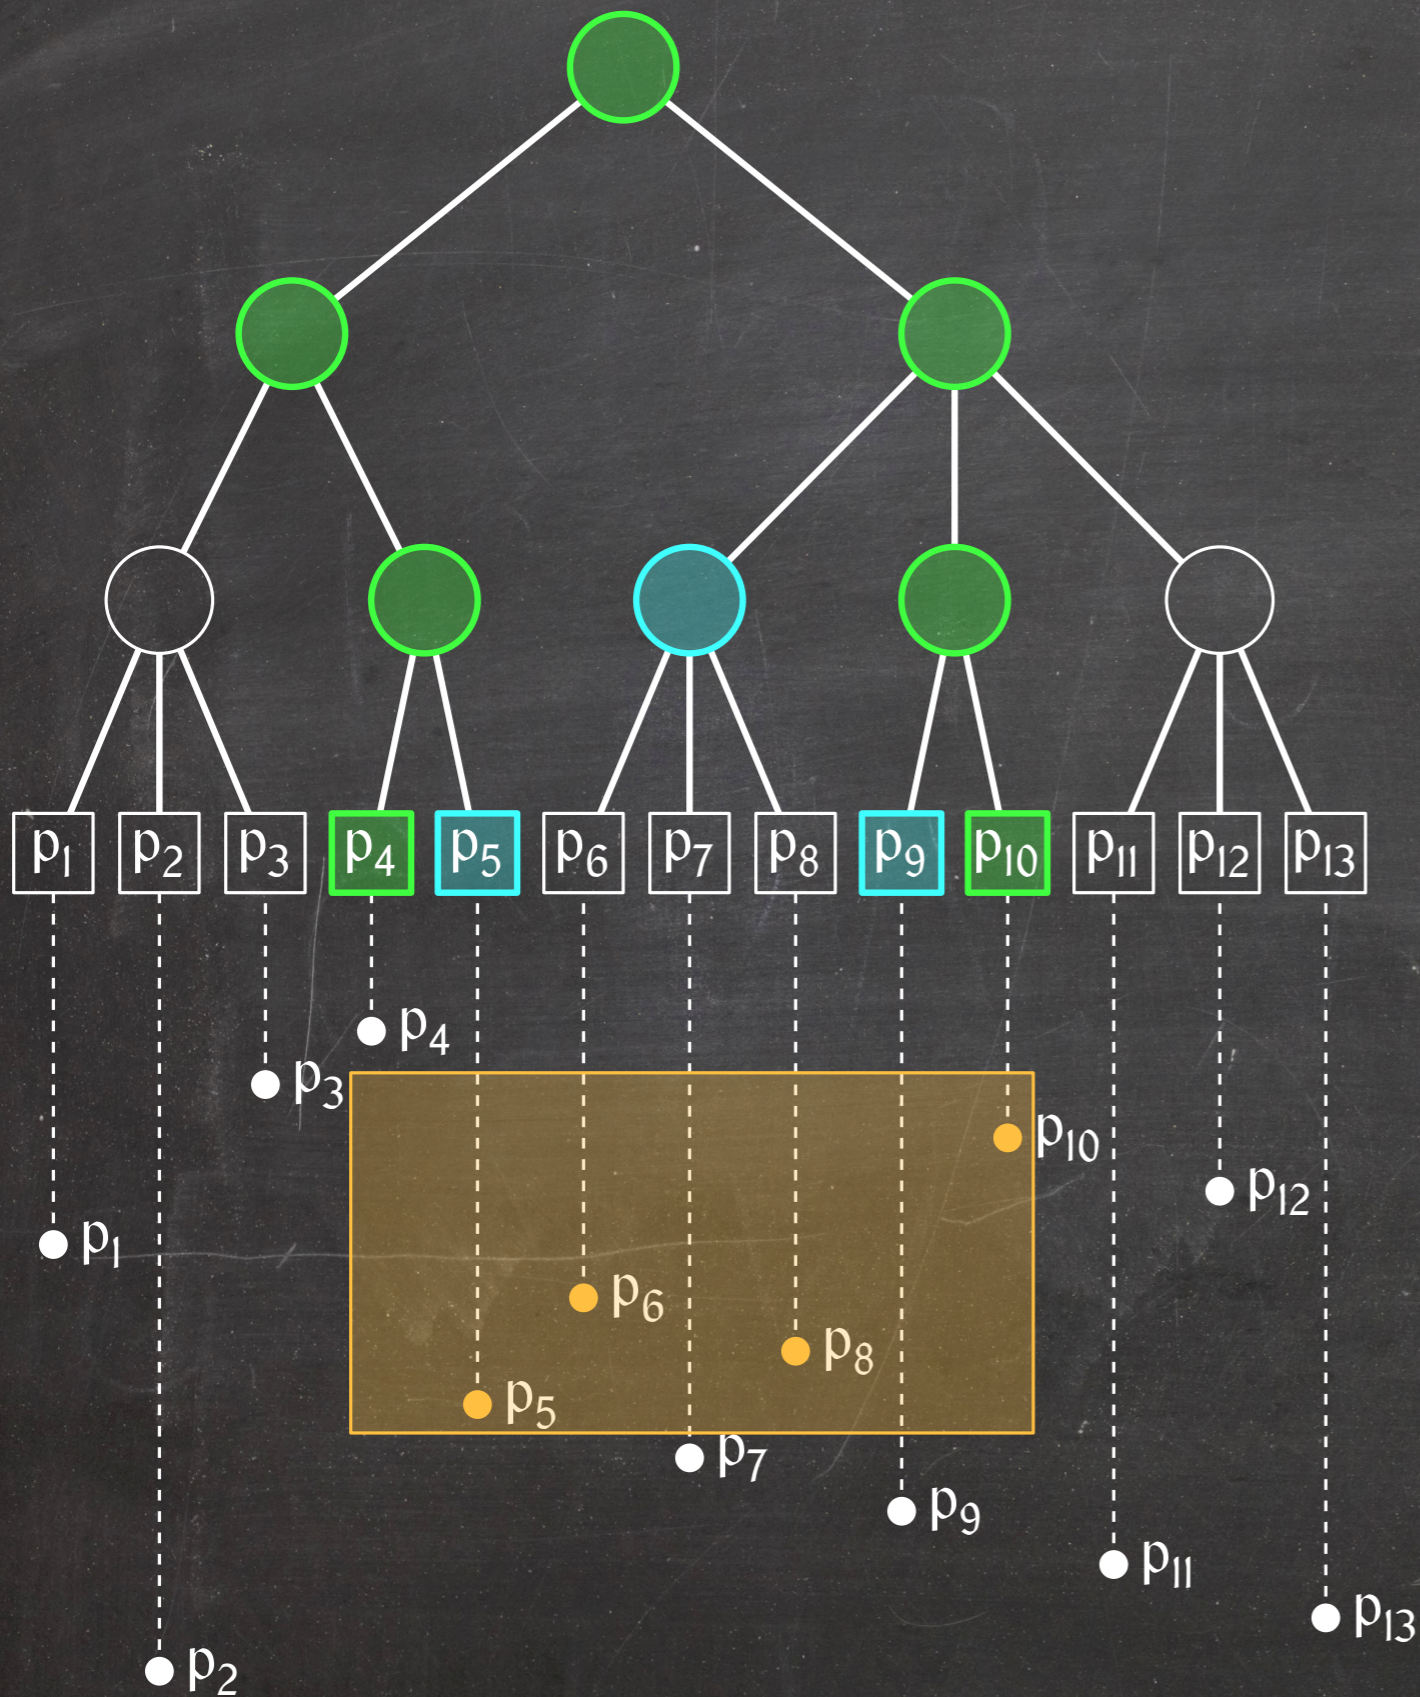 p₁ p₂ p₃ p₄ p₅ p₆ p₇ p₈ p₉ p₁₀ p₁₁ p₁₂ p₁₃
p₄
p₃
p₁₀
p₁₂
p₁
p₆
p₈
p₅
p₇
p₉
p₁₁
p₁₃
p₂